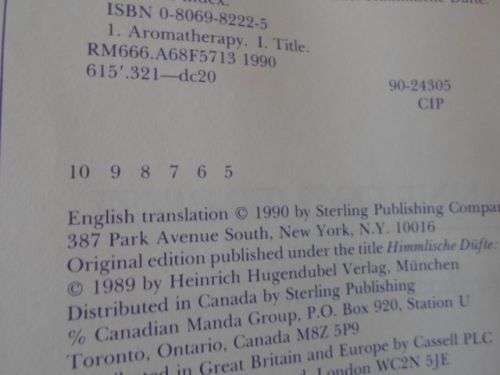 ISBN 0-8069-8222-5
1. Aromatherapy. I. Title.
RM666.A68F5713 1990
615'.321—dc20
90-24305
CIP
10 9 8 7 6 5
English translation © 1990 by Sterling Publishing
387 Park Avenue South, New York, N.Y. 10016
Original edition published under the title Himmlische Düfte:
© 1989 by Heinrich Hugendubel Verlag, München
Distributed in Canada by Sterling Publishing
% Canadian Manda Group, P.O. Box 920, Station U
Toronto, Ontario, Canada M8Z 5P9
in Great Britain and Europe by Cassell PLC
London WC2N 5JE